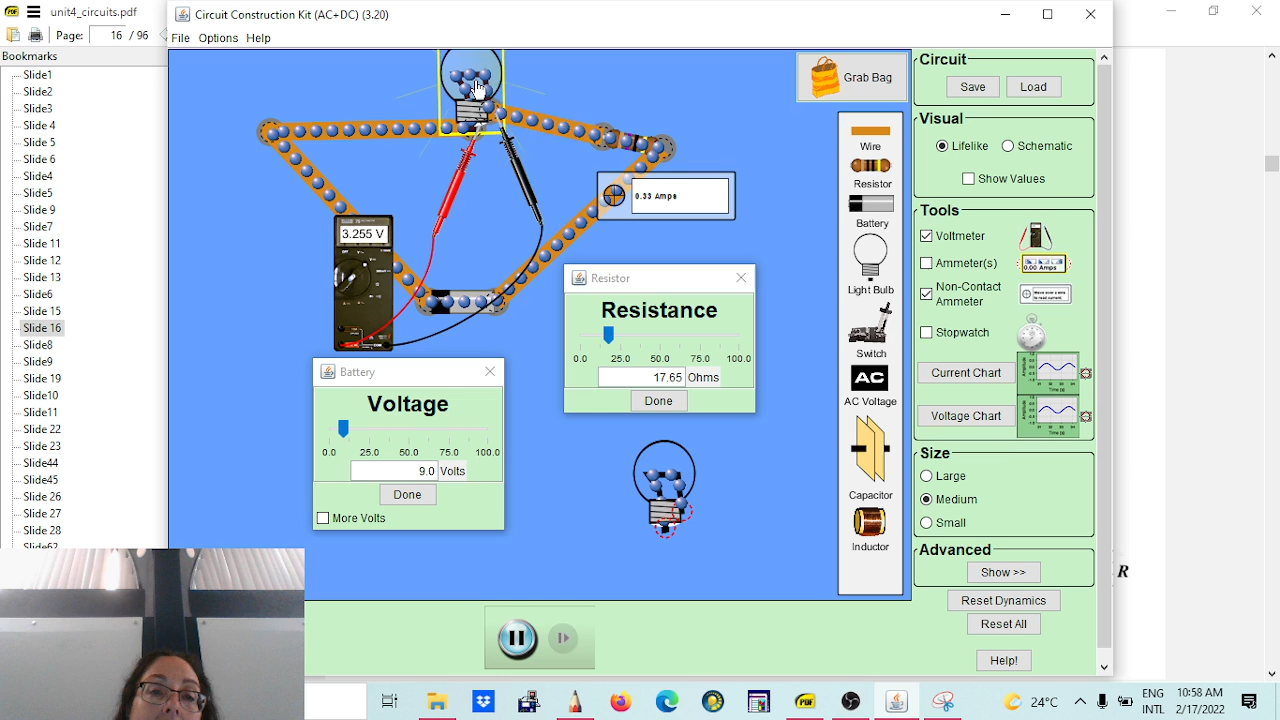 unit4_circuits.pdf
Page: 16 / 96
Bookmarks
Slide1
Slide2
Slide3
Slide 4
Slide 5
Slide 6
Slide4
Slide5
Slide 9
Slide7
Slide 11
Slide 12
Slide 13
Slide6
Slide 15
Slide 16
Slide8
Slide9
Slide 19
Slide10
Slide11
Slide 22
Slide 23
Slide44
Slide45
Slide 26
Slide 27
Slide 28
Slide62
Circuit Construction Kit (AC+DC) (3.20)
File Options Help
3.255 V
0.33 Amps
Resistor
Resistance
0.0 25.0 50.0 75.0 100.0
17.65 Ohms
Done
Battery
Voltage
0.0 25.0 50.0 75.0 100.0
9.0 Volts
Done
More Volts
Grab Bag
Wire
Resistor
Battery
Light Bulb
Switch
AC
AC Voltage
Capacitor
Inductor
Circuit
Save Load
Visual
Lifelike Schematic
Show Values
Tools
Voltmeter
Ammeter(s)
0.00 Amps
Non-Contact
Ammeter
Stopwatch
Current Chart
Voltage Chart
Size
Large
Medium
Small
Advanced
Show >>
Reset Dynamics
Reset All
Help!
R
24°C
ENG
INTL
10:58 AM
2/17/2022